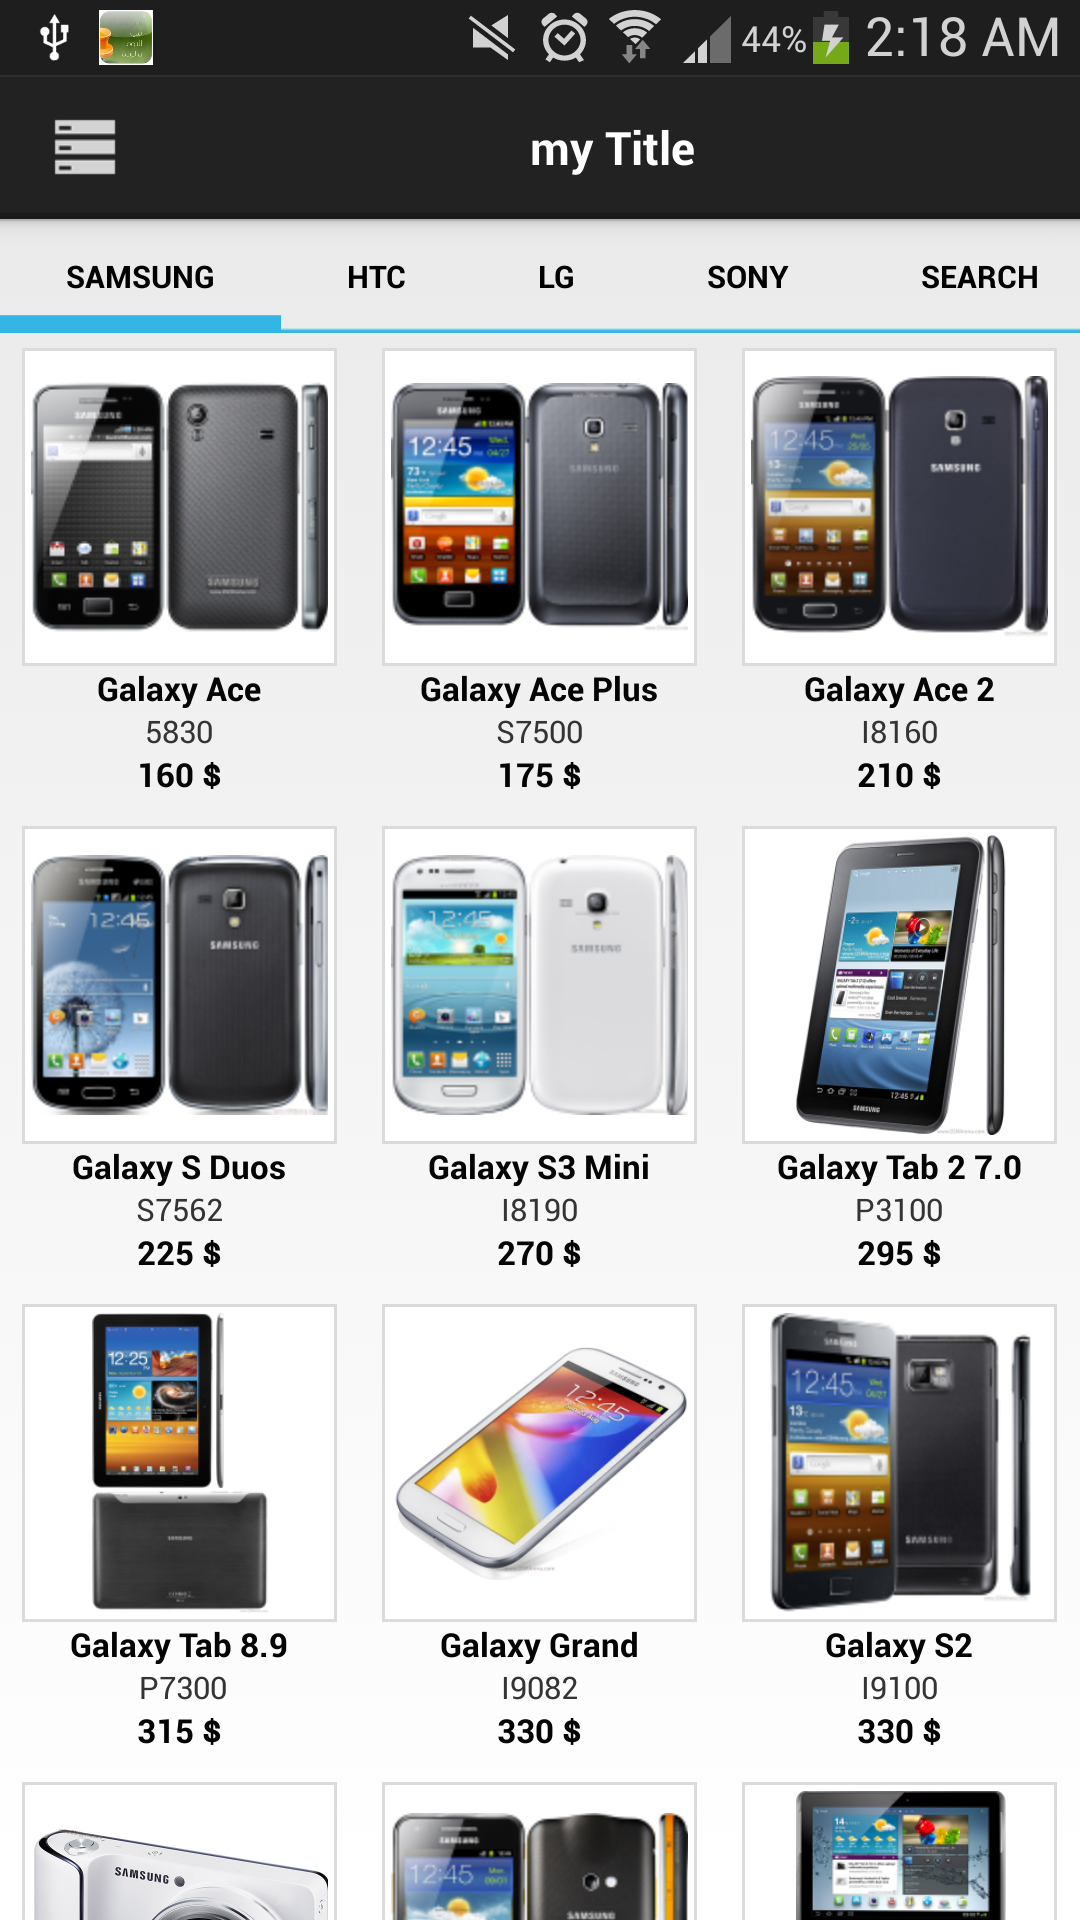 44% 2:18 AM
my Title
SAMSUNG HTC LG SONY SEARCH
Galaxy Ace
5830
160 $
Galaxy Ace Plus
S7500
175 $
Galaxy Ace 2
I8160
210 $
Galaxy S Duos
S7562
225 $
Galaxy S3 Mini
I8190
270 $
Galaxy Tab 2 7.0
P3100
295 $
Galaxy Tab 8.9
P7300
315 $
Galaxy Grand
I9082
330 $
Galaxy S2
I9100
330 $
SAMSUNG